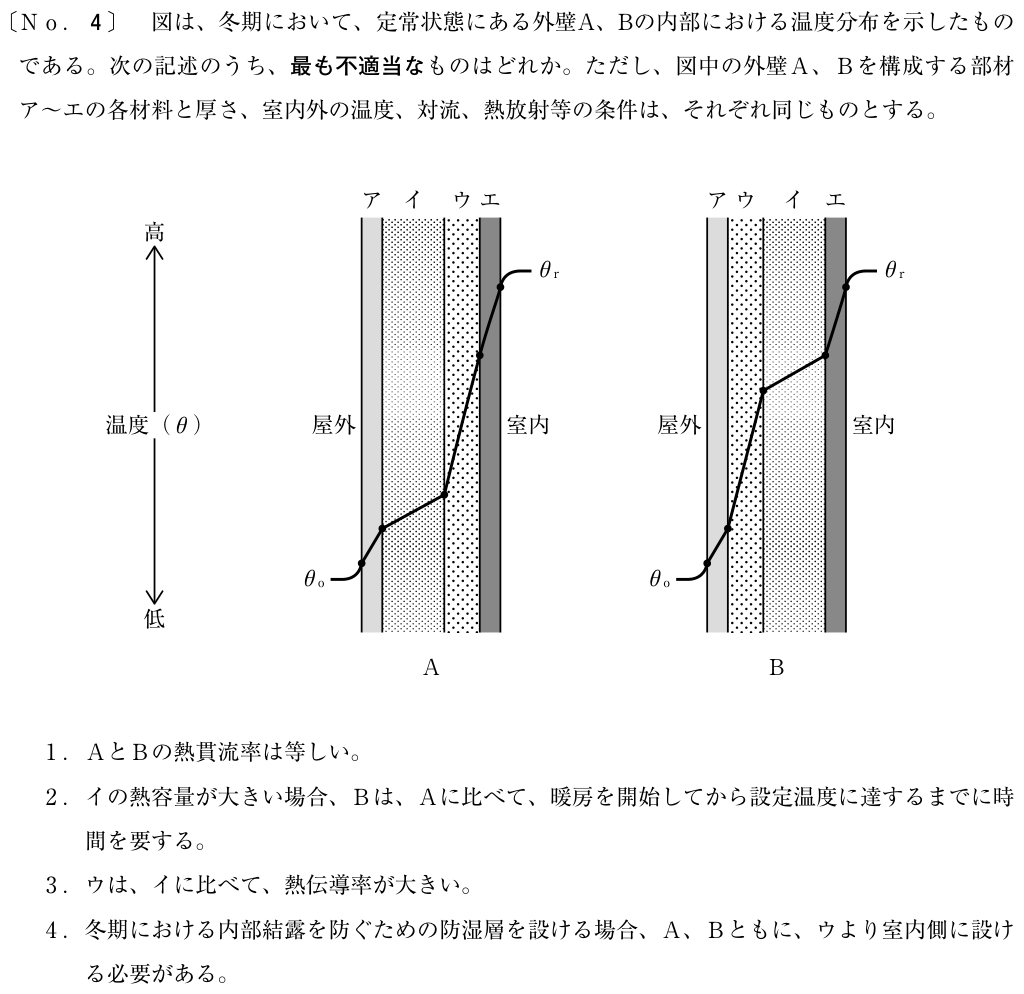 〔Ｎｏ．４〕　図は、冬期において、定常状態にある外壁Ａ、Ｂの内部における温度分布を示したもの
である。次の記述のうち、最も不適当なものはどれか。ただし、図中の外壁Ａ、Ｂを構成する部材
ア～エの各材料と厚さ、室内外の温度、対流、熱放射等の条件は、それぞれ同じものとする。
ア イ ウ エ
ア ウ イ エ
高
θr
θr
温度（θ）
屋外
室内
屋外
室内
θo
θo
低
Ａ
Ｂ
１．ＡとＢの熱貫流率は等しい。
２．イの熱容量が大きい場合、Ｂは、Ａに比べて、暖房を開始してから設定温度に達するまでに時
間を要する。
３．ウは、イに比べて、熱伝導率が大きい。
４．冬期における内部結露を防ぐための防湿層を設ける場合、Ａ、Ｂともに、ウより室内側に設け
る必要がある。